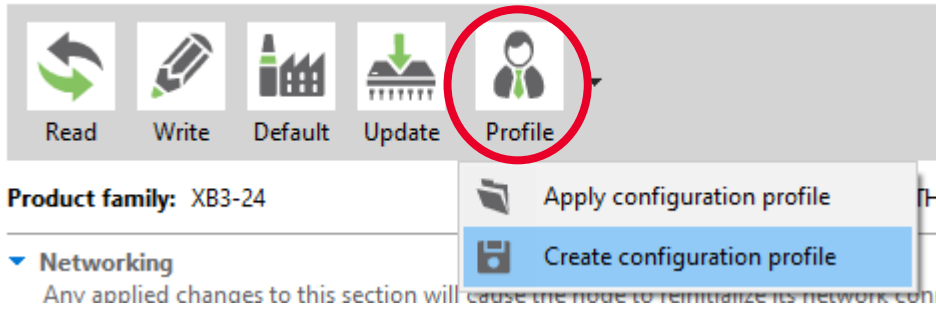 Read Write Default Update Profile
Product family: XB3-24
Apply configuration profile
Create configuration profile
Networking
Any applied changes to this section will cause the node to reinitialize its network